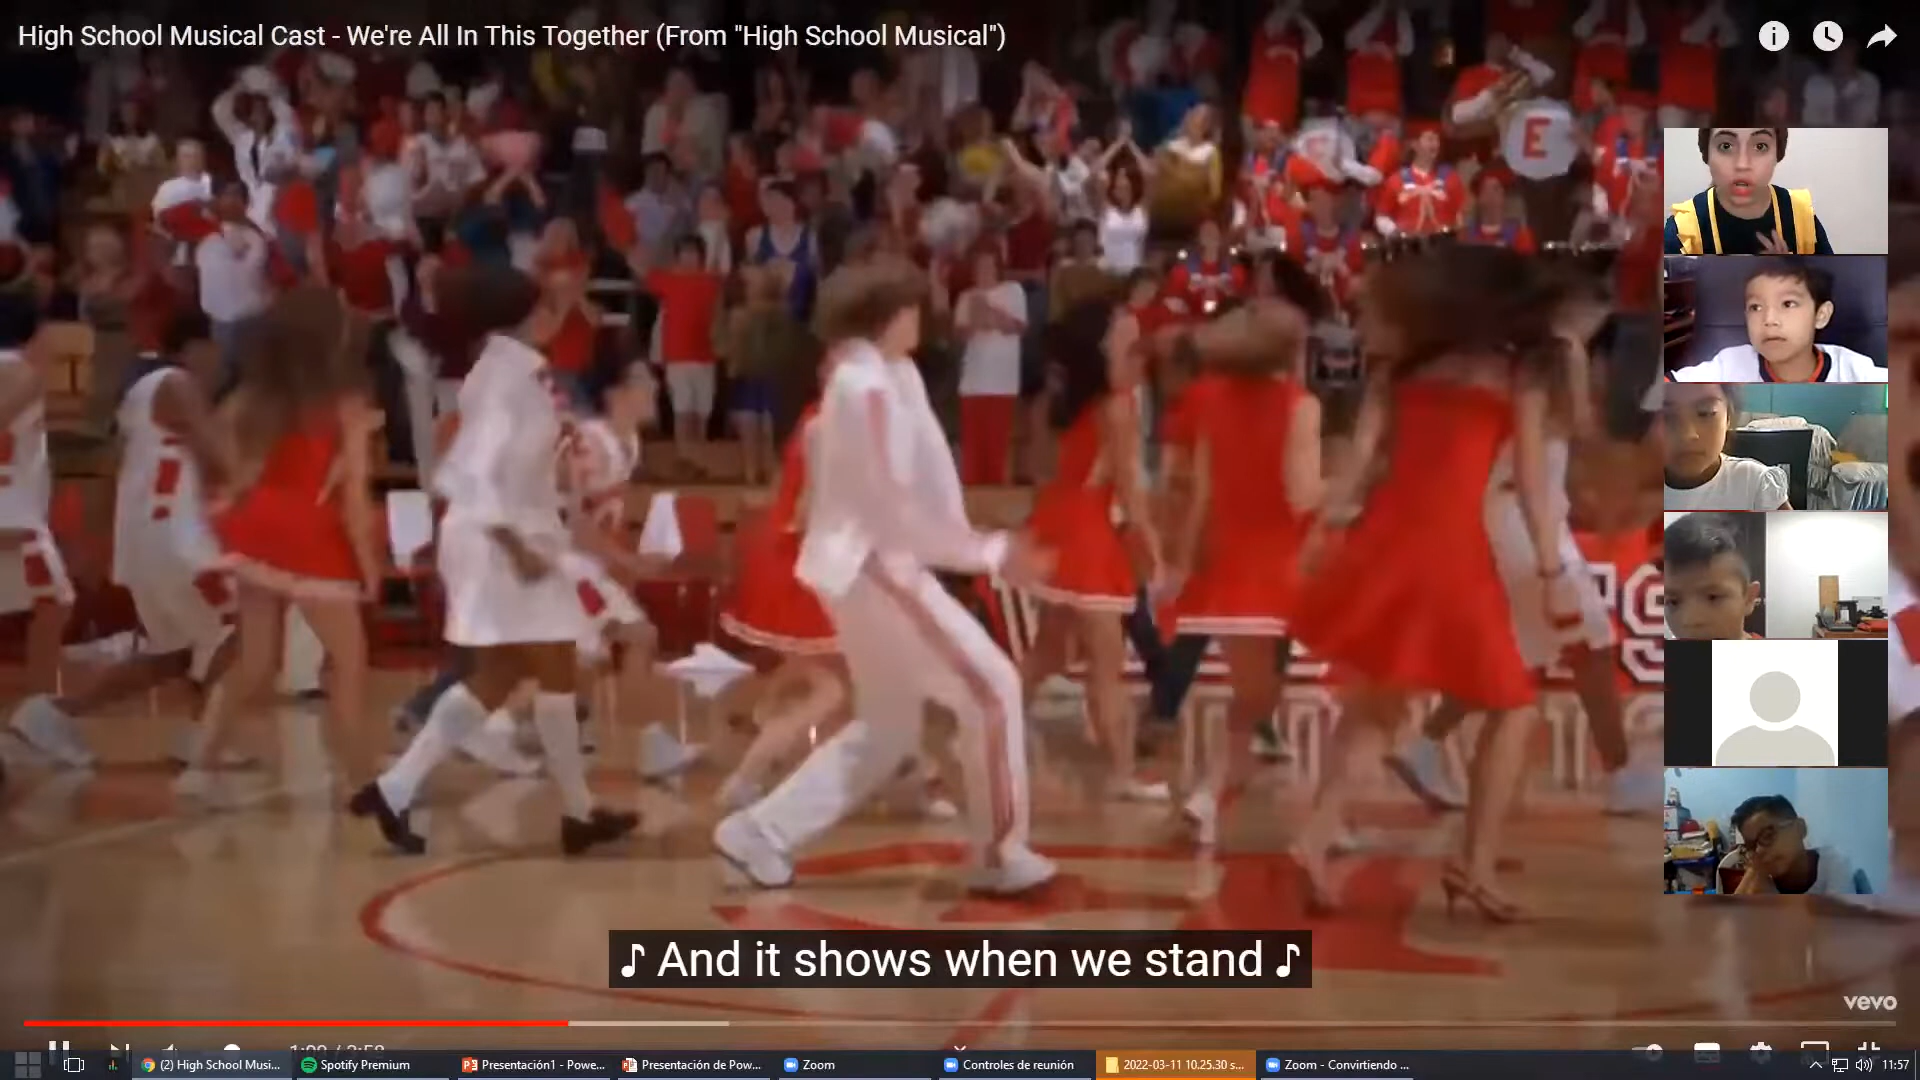 High School Musical Cast - We're All In This Together (From "High School Musical")
E
♪ And it shows when we stand ♪
vevo
(2) High School Musi...
Spotify Premium
Presentación1 - Powe...
Presentación de Pow...
Zoom
Controles de reunión
2022-03-11 10.25.30 s...
Zoom - Convirtiendo ...
11:57